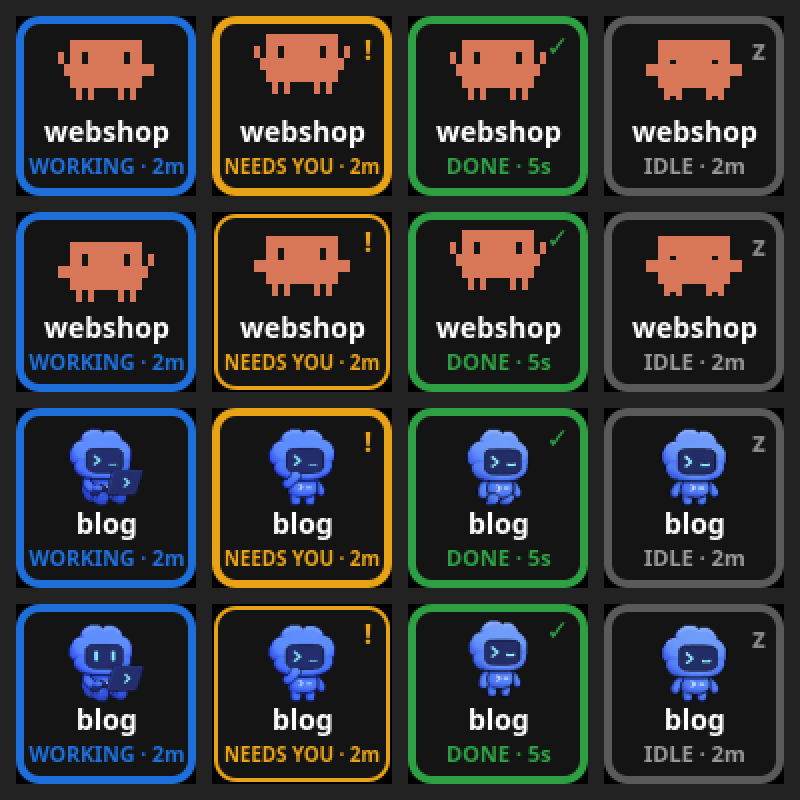 ! ✓ z
webshop webshop webshop webshop
WORKING · 2m NEEDS YOU · 2m DONE · 5s IDLE · 2m
! ✓ z
webshop webshop webshop webshop
WORKING · 2m NEEDS YOU · 2m DONE · 5s IDLE · 2m
! ✓ z
>_ > >_ >_ >_
blog blog blog blog
WORKING · 2m NEEDS YOU · 2m DONE · 5s IDLE · 2m
! ✓ z
> >_ >_ >_
blog blog blog blog
WORKING · 2m NEEDS YOU · 2m DONE · 5s IDLE · 2m